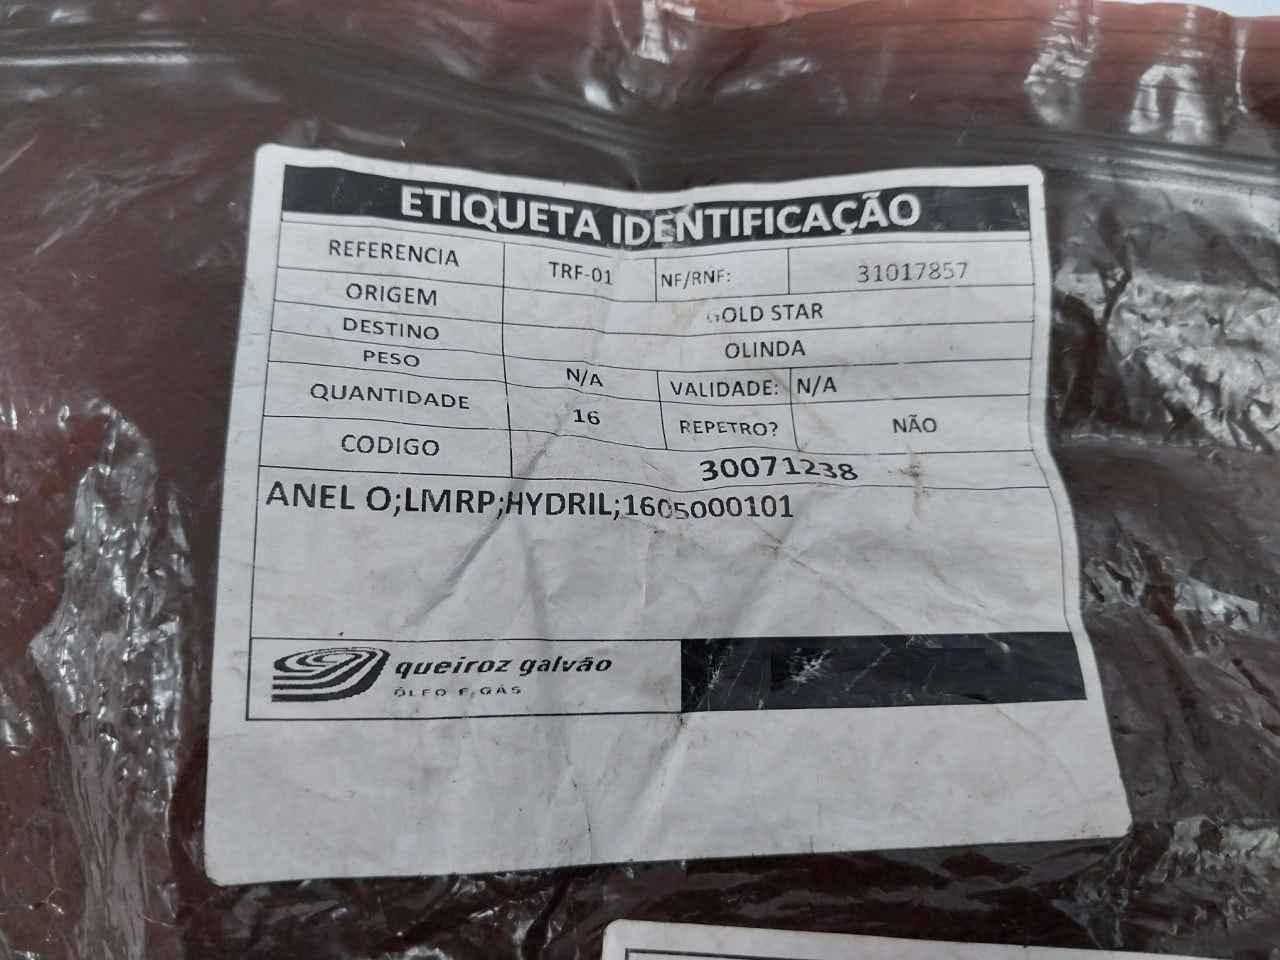 ETIQUETA IDENTIFICAÇÃO
REFERENCIA TRF-01 NF/RNF: 31017857
ORIGEM GOLD STAR
DESTINO OLINDA
PESO N/A VALIDADE: N/A
QUANTIDADE 16 REPETRO? NÃO
CODIGO 30071238
ANEL O;LMRP;HYDRIL;1605000101
queiroz galvão
ÓLEO E GÁS